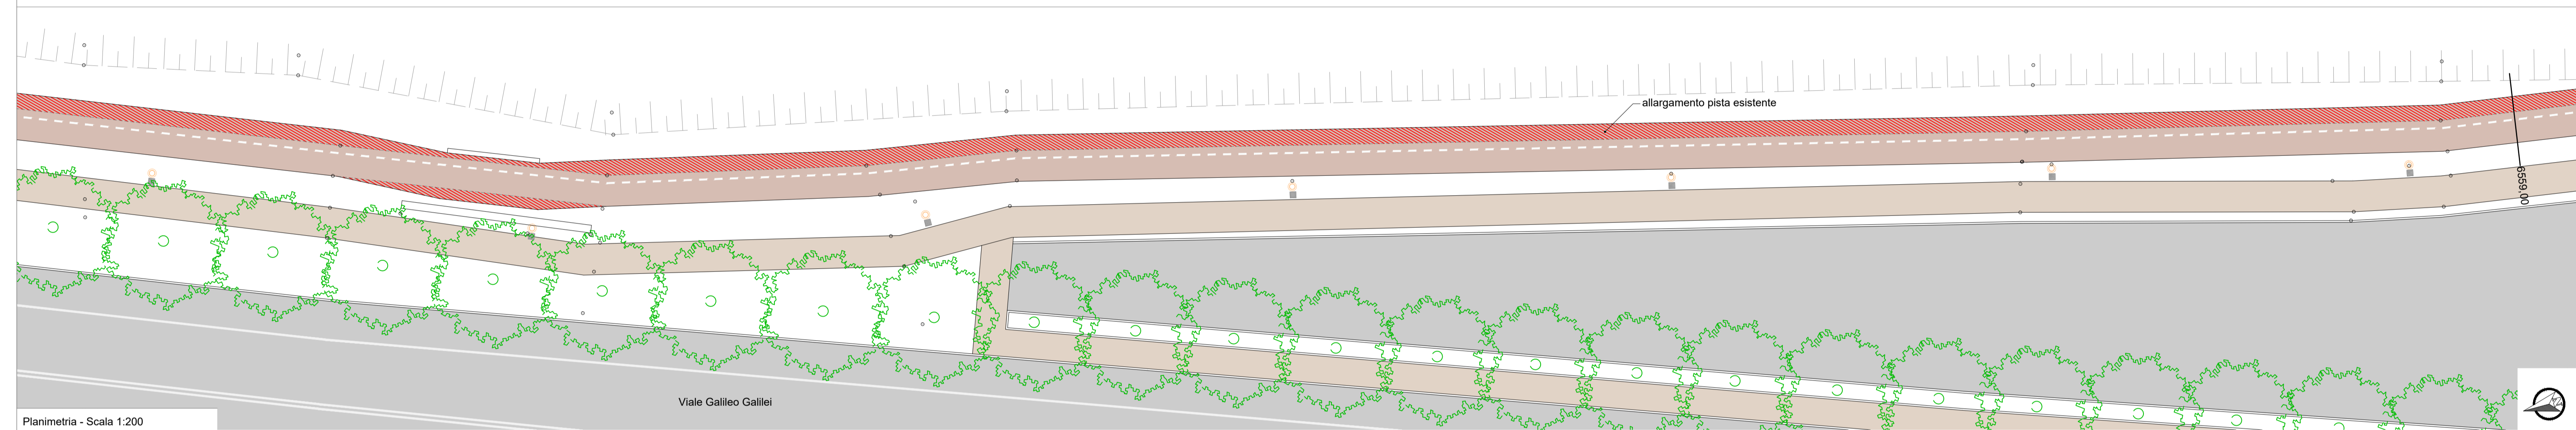 allargamento pista esistente
6559,00
Viale Galileo Galilei
Planimetria - Scala 1:200